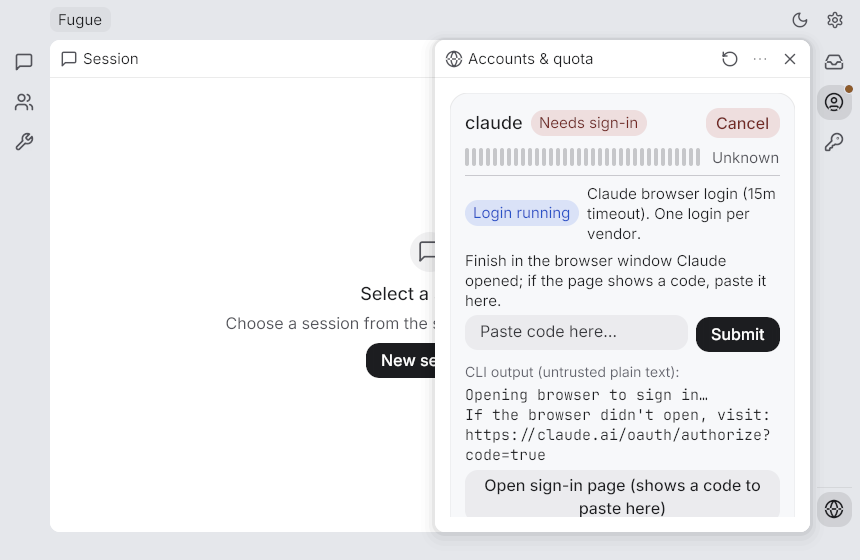 Fugue
Session
Select a
Choose a session from the
New se
Accounts & quota
claude
Needs sign-in
Cancel
Unknown
Login running
Claude browser login (15m
timeout). One login per
vendor.
Finish in the browser window Claude
opened; if the page shows a code, paste it
here.
Paste code here...
Submit
CLI output (untrusted plain text):
Opening browser to sign in…
If the browser didn't open, visit:
https://claude.ai/oauth/authorize?
code=true
Open sign-in page (shows a code to
paste here)